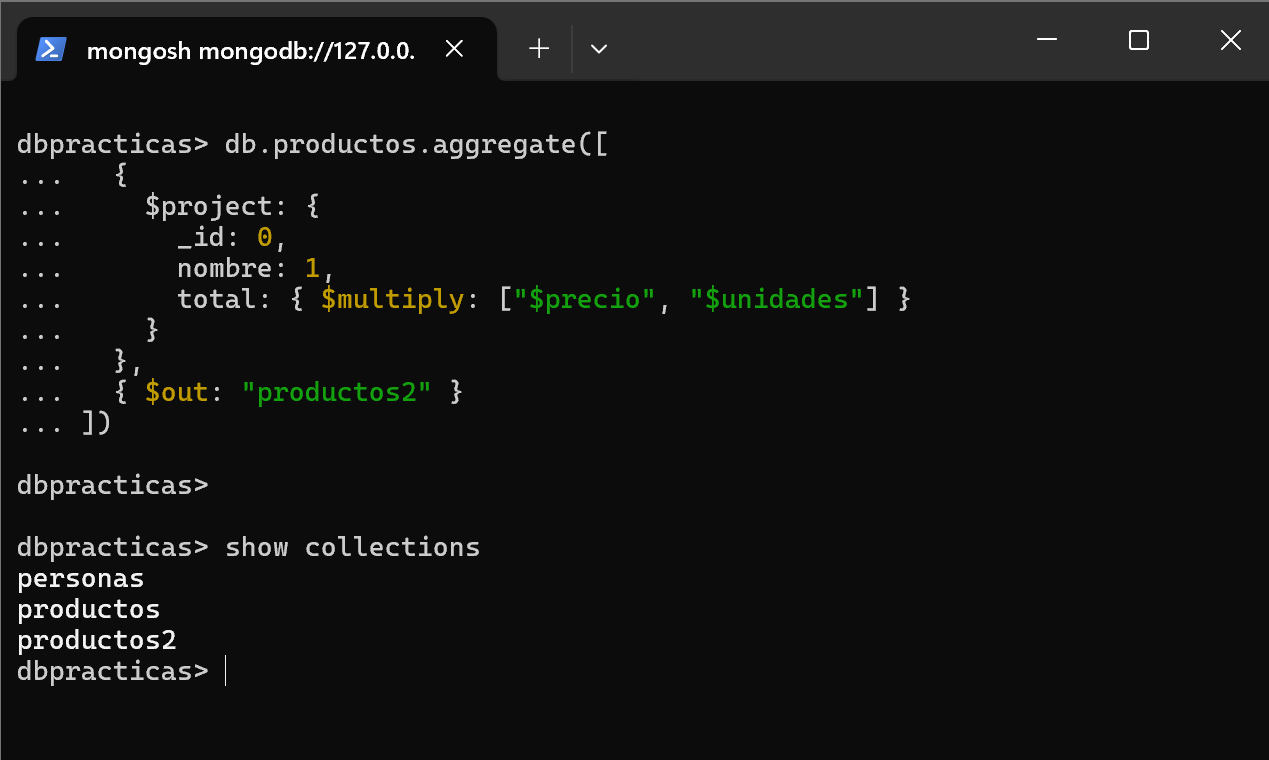 mongosh mongodb://127.0.0.
dbpracticas> db.productos.aggregate([
...   {
...     $project: {
...       _id: 0,
...       nombre: 1,
...       total: { $multiply: ["$precio", "$unidades"] }
...     }
...   },
...   { $out: "productos2" }
... ])
dbpracticas>
dbpracticas> show collections
personas
productos
productos2
dbpracticas>